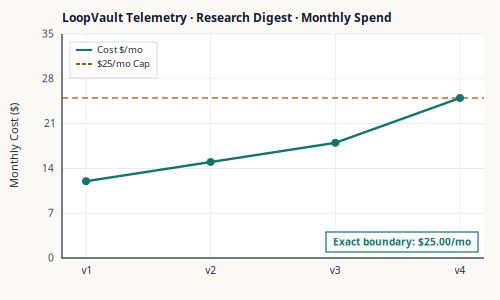 LoopVault Telemetry · Research Digest · Monthly Spend
35
28
21
14
7
0
Monthly Cost ($)
Cost $/mo
$25/mo Cap
Exact boundary: $25.00/mo
v1 v2 v3 v4